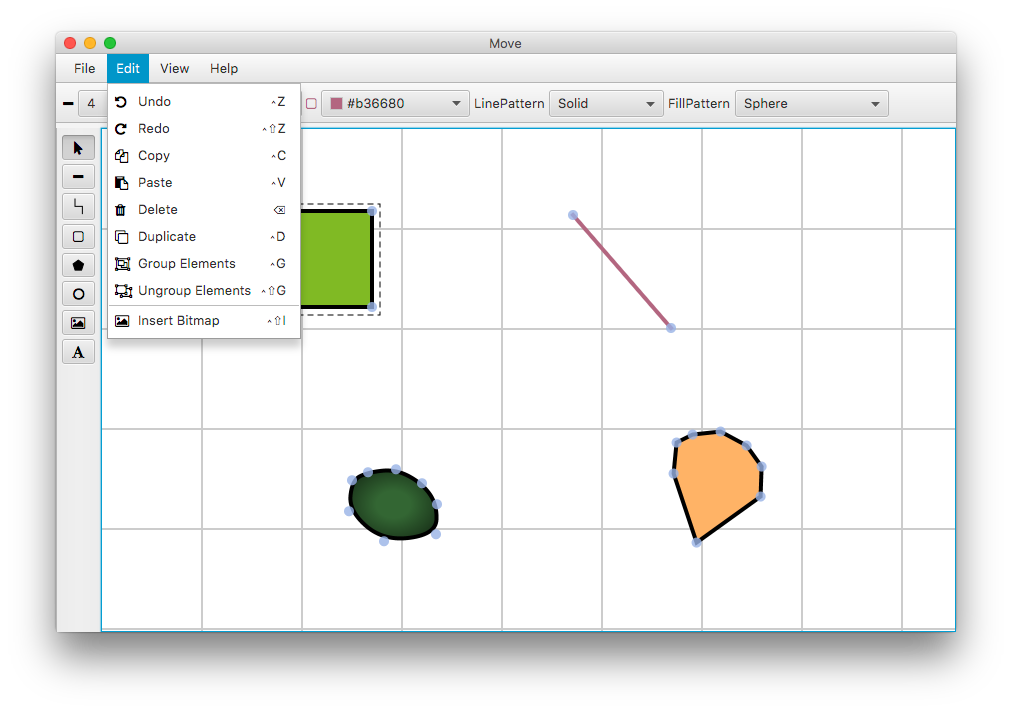 Move
File Edit View Help
4 #b36680 LinePattern Solid FillPattern Sphere
Undo ^Z
Redo ^⇧Z
Copy ^C
Paste ^V
Delete ⌫
Duplicate ^D
Group Elements ^G
Ungroup Elements ^⇧G
Insert Bitmap ^⇧I
A